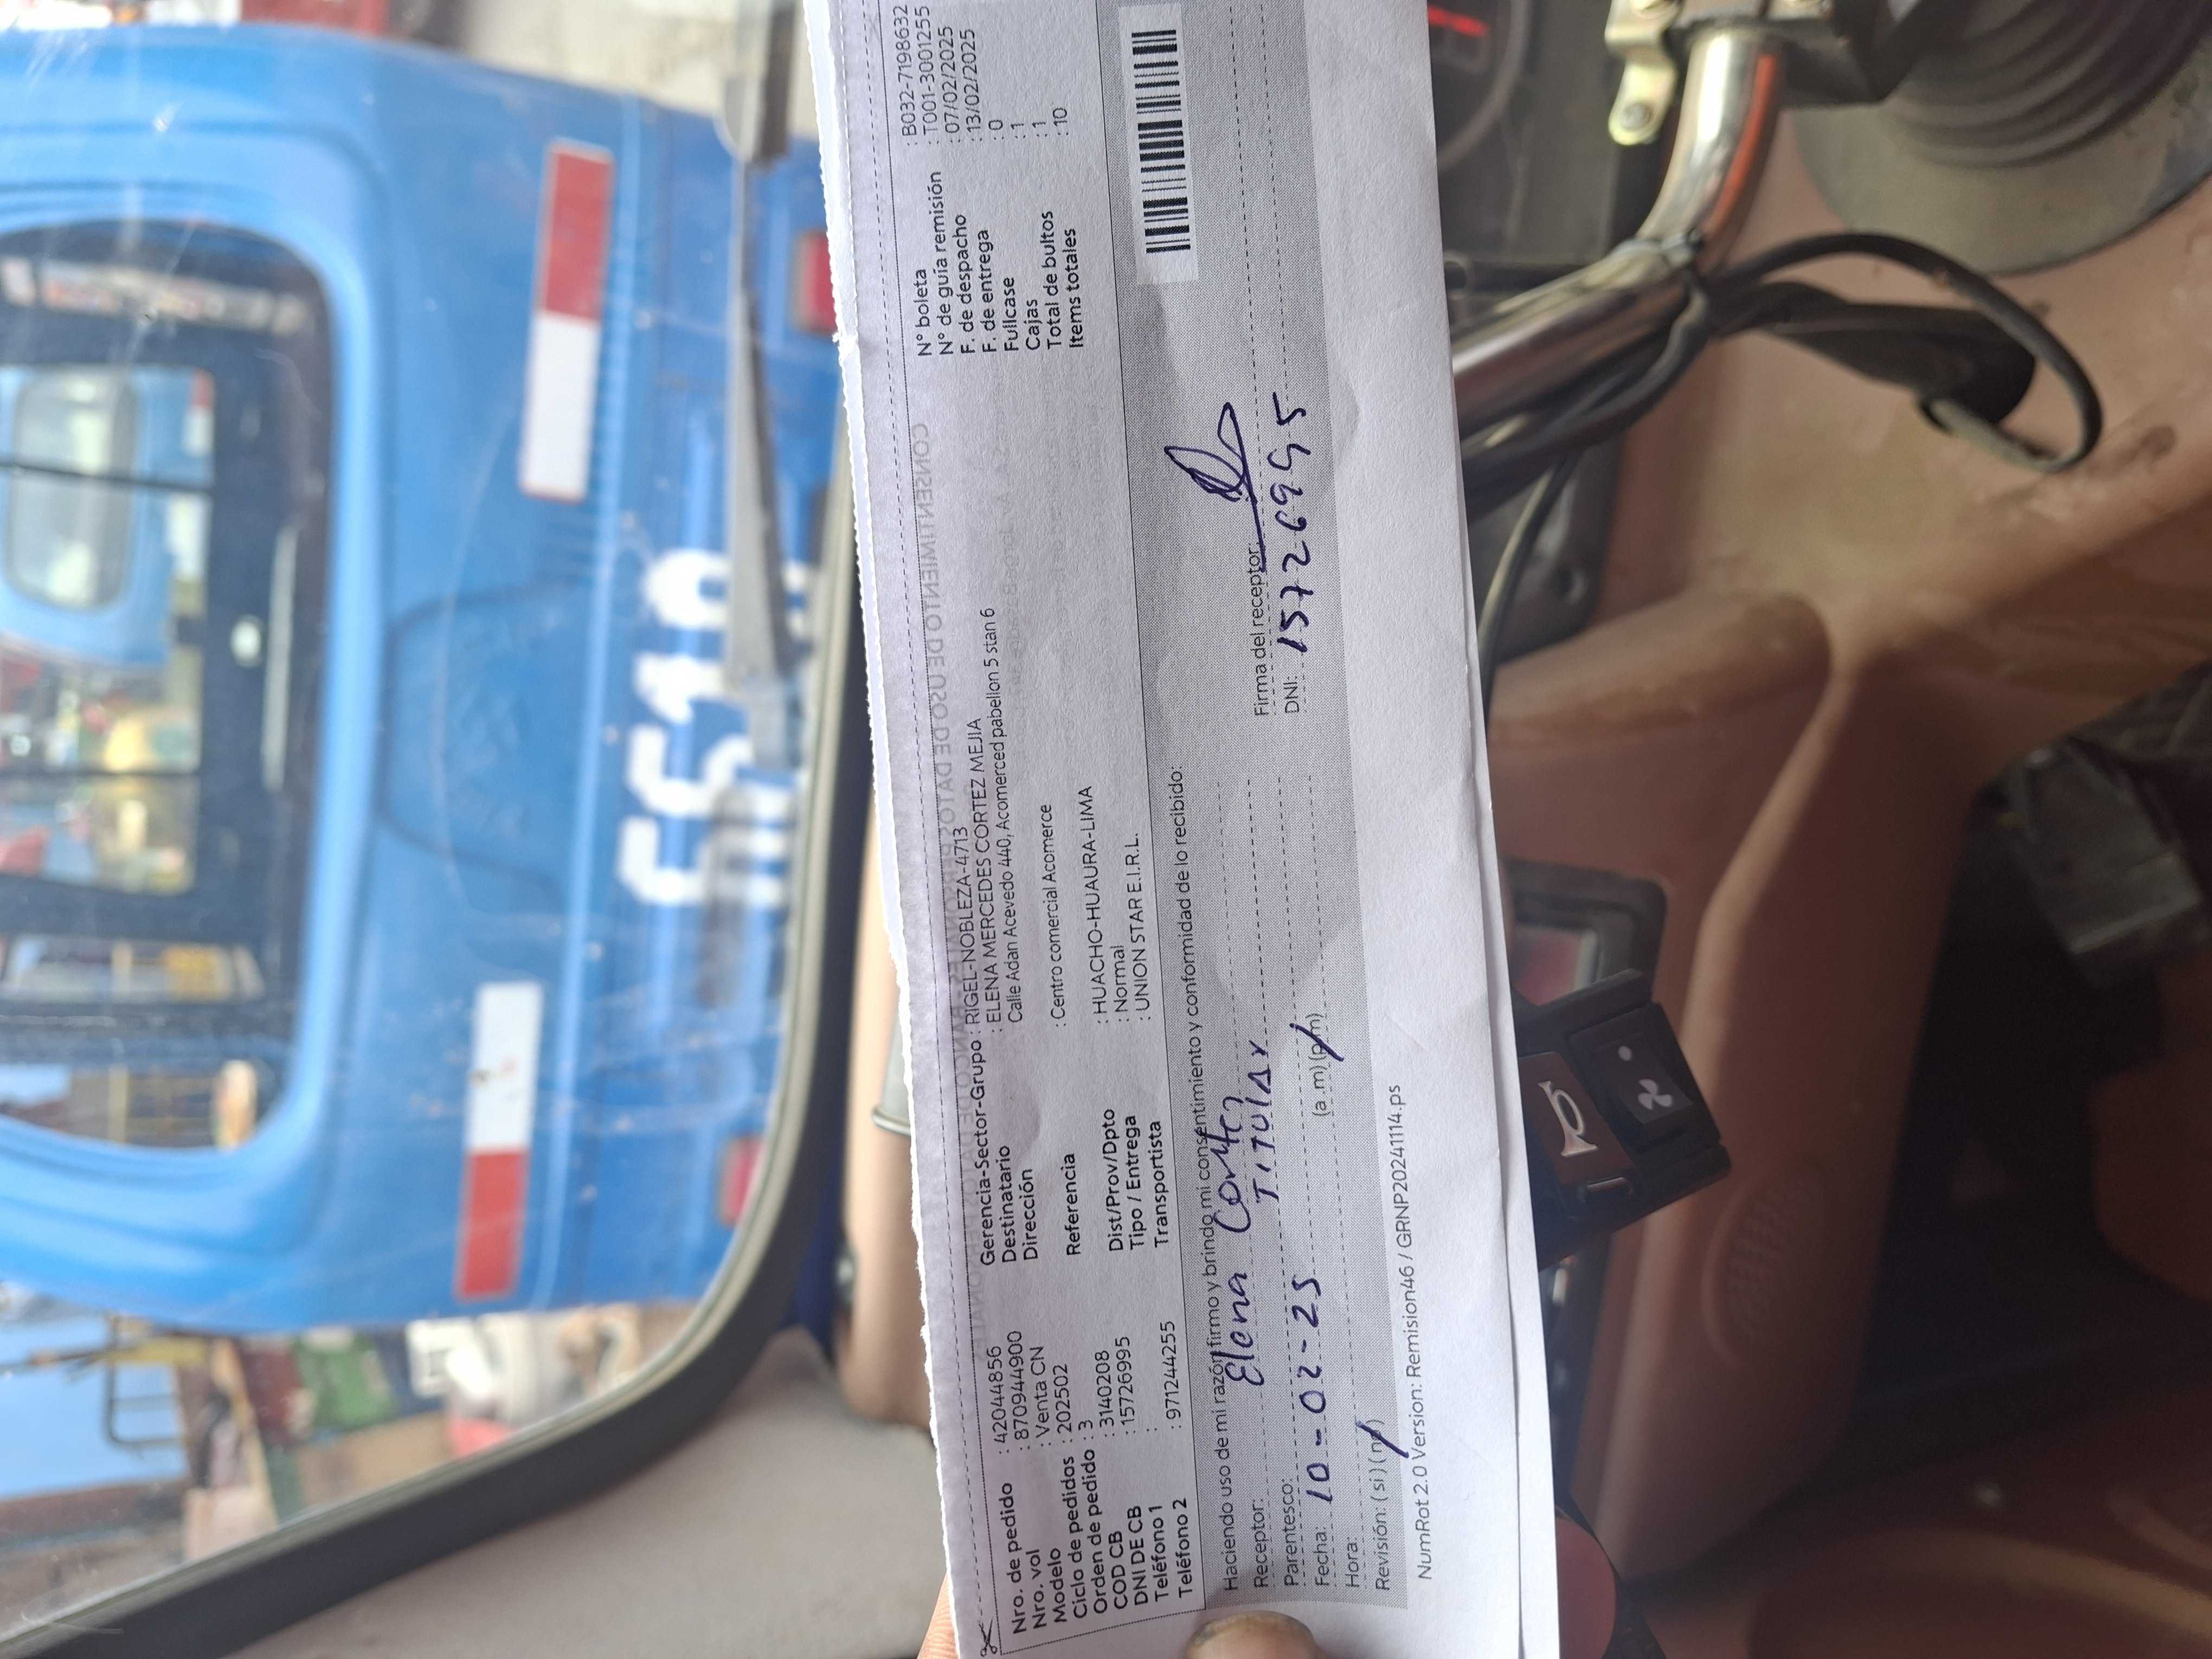 Nro. de pedido : 42044856
Nro. vol : 870944900
Modelo : Venta CN
Ciclo de pedidos : 202502
Orden de pedido : 3
COD CB : 3140208
DNI DE CB : 15726995
Teléfono 1 :
Teléfono 2 : 971244255
Gerencia-Sector-Grupo : RIGEL-NOBLEZA-4713
Destinatario : ELENA MERCEDES CORTEZ MEJIA
Dirección : Calle Adan Acevedo 440, Acomerced pabellon 5 stan 6
Referencia : Centro comercial Acomerce
Dist/Prov/Dpto : HUACHO-HUAURA-LIMA
Tipo / Entrega : Normal
Transportista : UNION STAR E.I.R.L.
N° boleta : B032-7198632
N° de guía remisión : T001-3001255
F. de despacho : 07/02/2025
F. de entrega : 13/02/2025
Fullcase : 0
Cajas : 1
Total de bultos : 1
Items totales : 10
Haciendo uso de mi razón firmo y brindo mi consentimiento y conformidad de lo recibido:
Receptor: Elena Cortez
Parentesco: TITULAR
Fecha: 10-02-25
Hora: (a m) (p m)
Revisión: ( si ) ( no )
Firma del receptor:
DNI: 15726995
NumRot 2.0 Version: Remision46 / GRNP20241114.ps